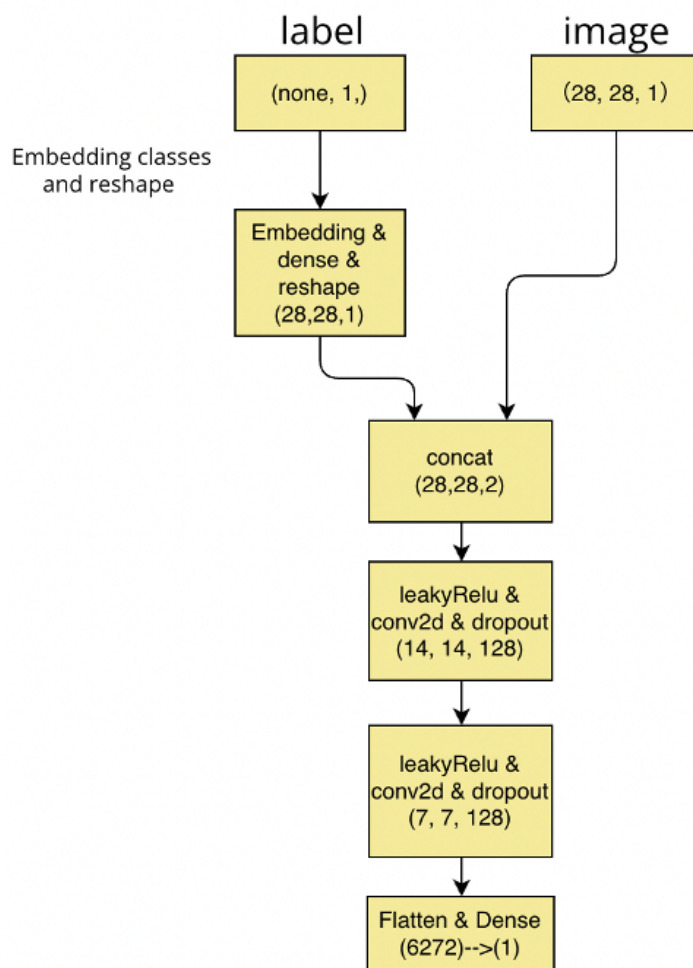 label
image
(none, 1,)
(28, 28, 1)
Embedding classes
and reshape
Embedding &
dense &
reshape
(28,28,1)
concat
(28,28,2)
leakyRelu &
conv2d & dropout
(14, 14, 128)
leakyRelu &
conv2d & dropout
(7, 7, 128)
Flatten & Dense
(6272)-->(1)